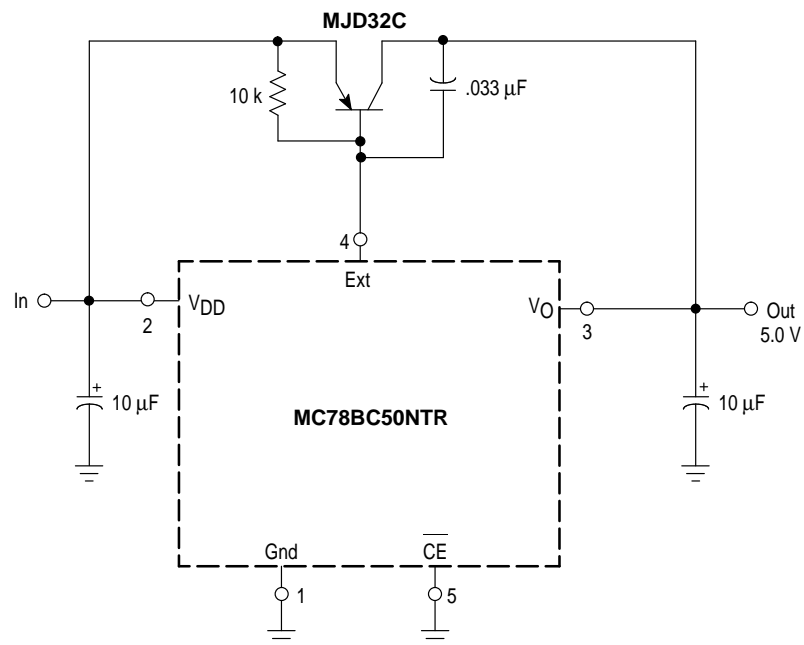 MJD32C
10 k
.033 µF
4
Ext
In
2
VDD
VO
3
Out
5.0 V
10 µF
MC78BC50NTR
10 µF
Gnd
CE
1
5
+
+